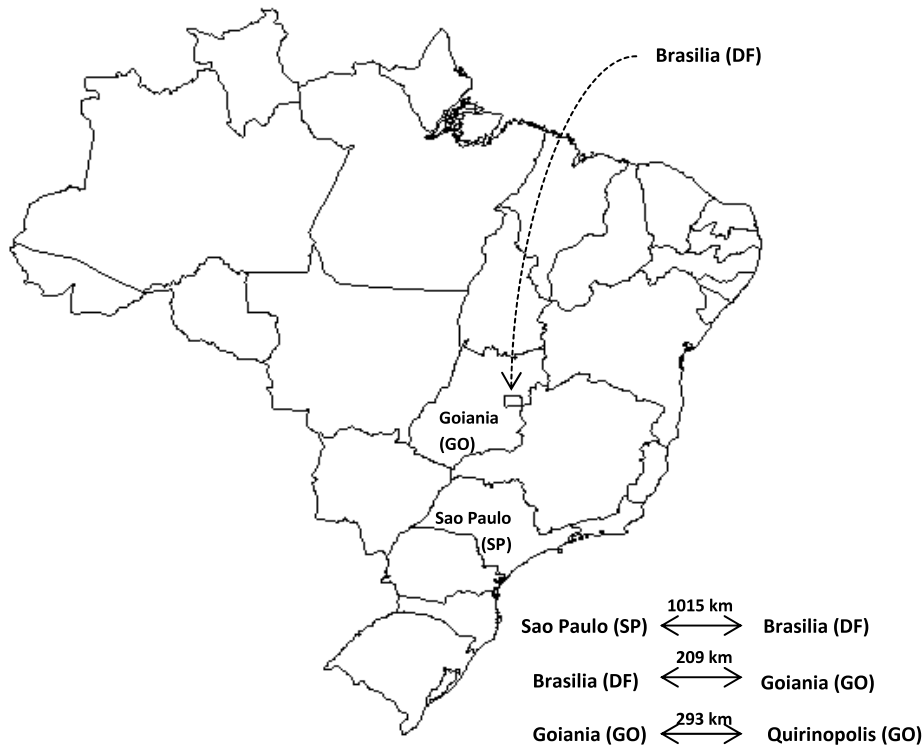 Brasilia (DF)
Goiania
(GO)
Sao Paulo
(SP)
1015 km
Sao Paulo (SP) Brasilia (DF)
209 km
Brasilia (DF) Goiania (GO)
293 km
Goiania (GO) Quirinopolis (GO)